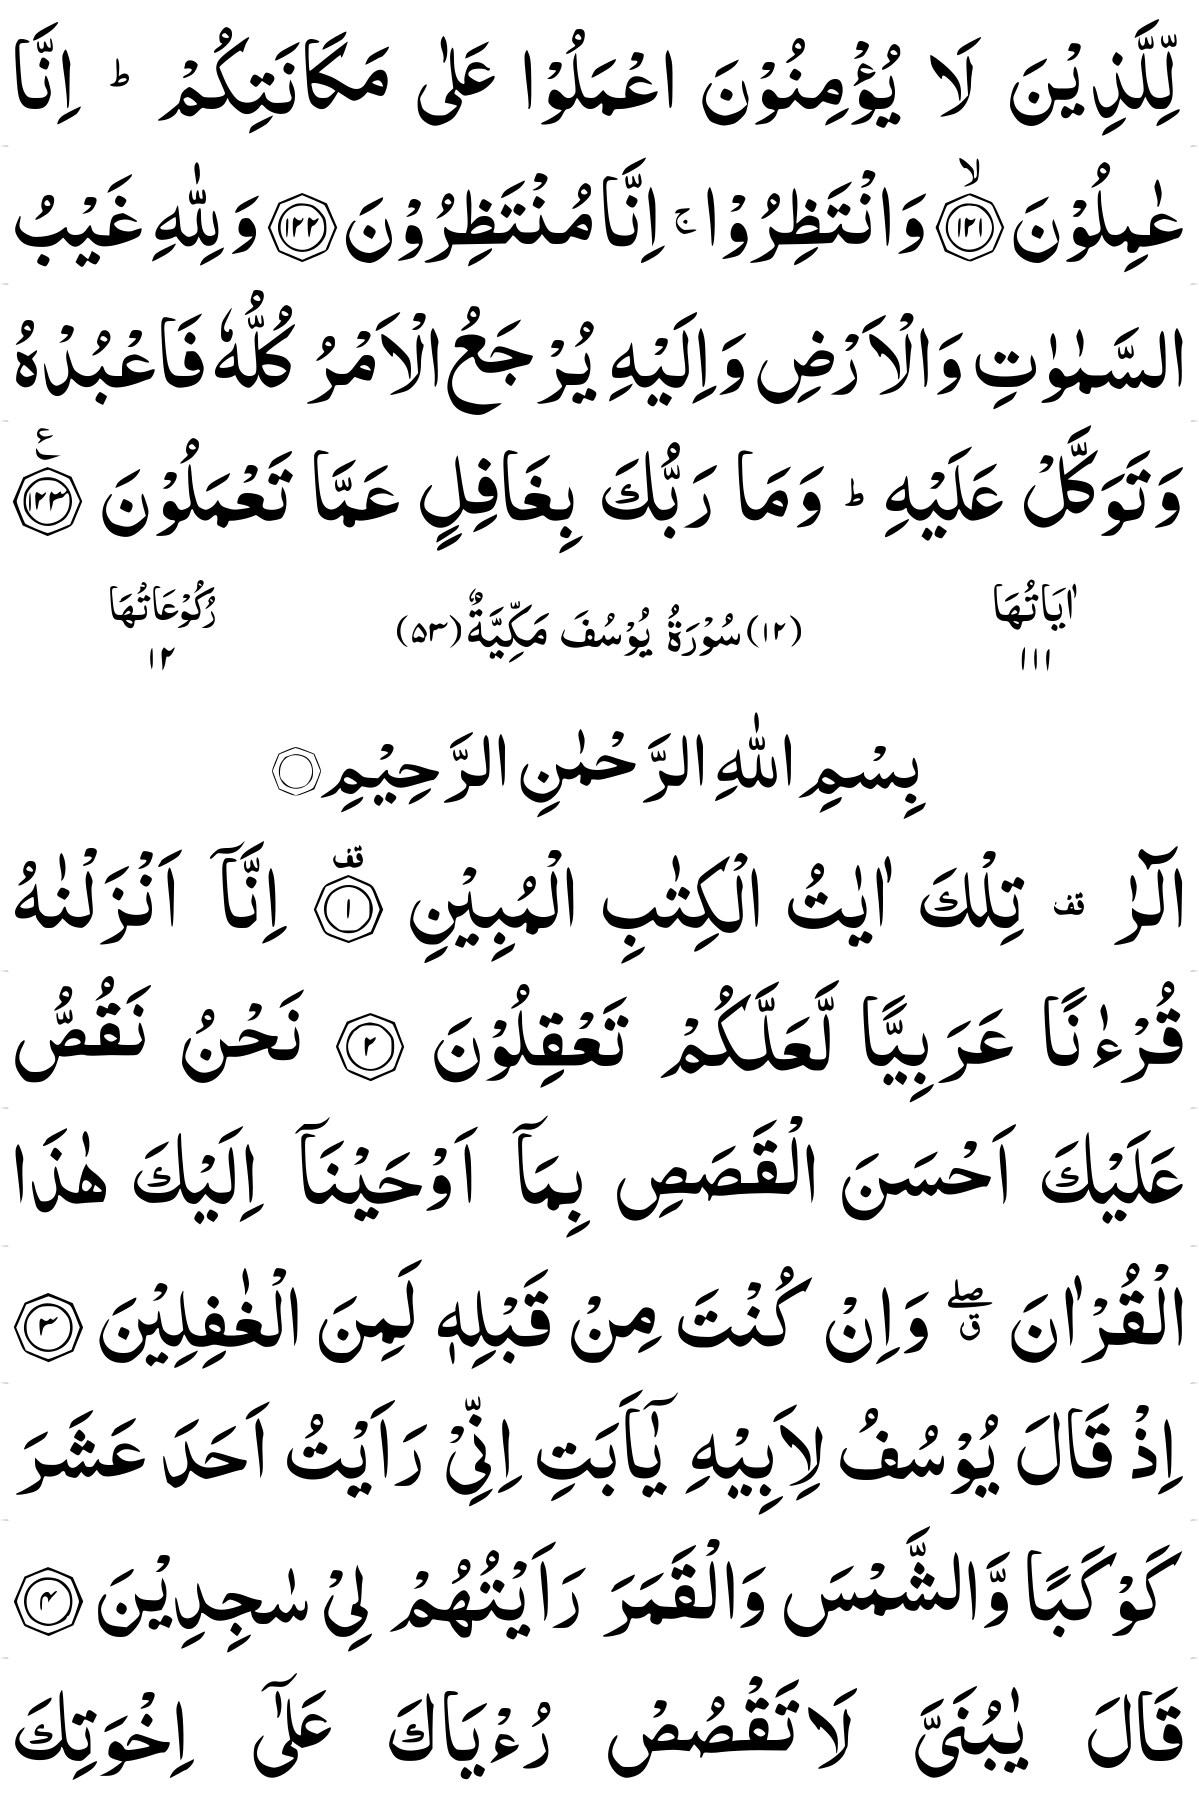 لِّلَّذِیْنَ لَا یُؤْمِنُوْنَ اعْمَلُوْا عَلٰی مَكَانَتِكُمْ ؕ اِنَّا
عٰمِلُوْنَ ﴿۱۲۱﴾ۙ وَانْتَظِرُوْا ۚ اِنَّا مُنْتَظِرُوْنَ ﴿۱۲۲﴾ وَلِلّٰهِ غَیْبُ
السَّمٰوٰتِ وَالْاَرْضِ وَاِلَیْهِ یُرْجَعُ الْاَمْرُ كُلُّهٗ فَاعْبُدْهُ
وَتَوَكَّلْ عَلَیْهِ ؕ وَمَا رَبُّكَ بِغَافِلٍ عَمَّا تَعْمَلُوْنَ ﴿۱۲۳﴾ ع
اٰیَاتُهَا ۱۱۱ (۱۲) سُوْرَةُ یُوْسُفَ مَكِّیَّةٌ (۵۳) رُكُوْعَاتُهَا ۱۲
بِسْمِ اللّٰهِ الرَّحْمٰنِ الرَّحِیْمِ
الٓرٰ قف تِلْكَ اٰیٰتُ الْكِتٰبِ الْمُبِیْنِ ﴿۱﴾ قف اِنَّاۤ اَنْزَلْنٰهُ
قُرْءٰنًا عَرَبِیًّا لَّعَلَّكُمْ تَعْقِلُوْنَ ﴿۲﴾ نَحْنُ نَقُصُّ
عَلَیْكَ اَحْسَنَ الْقَصَصِ بِمَاۤ اَوْحَیْنَاۤ اِلَیْكَ هٰذَا
الْقُرْاٰنَ ۖق وَاِنْ كُنْتَ مِنْ قَبْلِهٖ لَمِنَ الْغٰفِلِیْنَ ﴿۳﴾
اِذْ قَالَ یُوْسُفُ لِاَبِیْهِ یٰۤاَبَتِ اِنِّیْ رَاَیْتُ اَحَدَ عَشَرَ
كَوْكَبًا وَّالشَّمْسَ وَالْقَمَرَ رَاَیْتُهُمْ لِیْ سٰجِدِیْنَ ﴿۴﴾
قَالَ یٰبُنَیَّ لَا تَقْصُصْ رُءْیَاكَ عَلٰۤی اِخْوَتِكَ